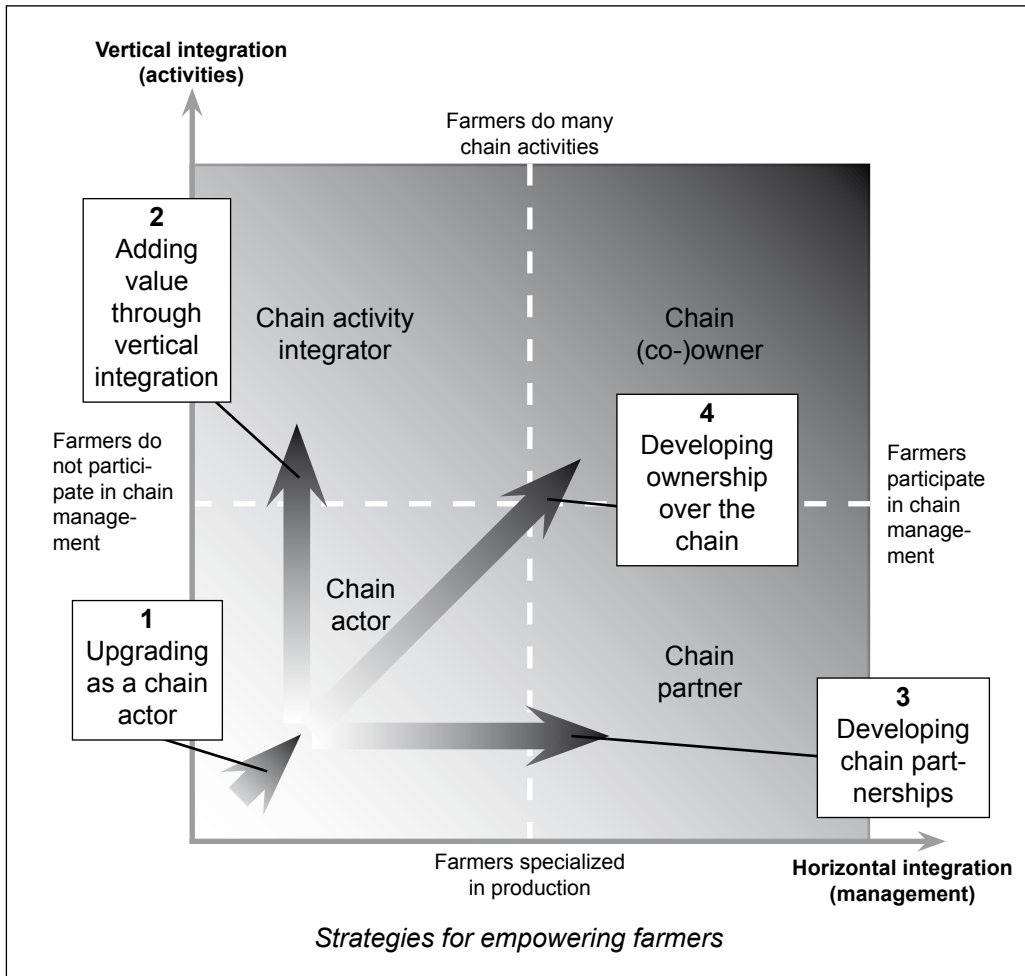 Vertical integration
(activities)
Farmers do many
chain activities
2
Adding
value
through
vertical
integration
Chain activity
integrator
Chain
(co-)owner
4
Developing
ownership
over the
chain
Farmers do
not partici-
pate in chain
manage-
ment
Farmers
participate
in chain
manage-
ment
Chain
actor
1
Upgrading
as a chain
actor
Chain
partner
3
Developing
chain part-
nerships
Farmers specialized
in production
Horizontal integration
(management)
Strategies for empowering farmers